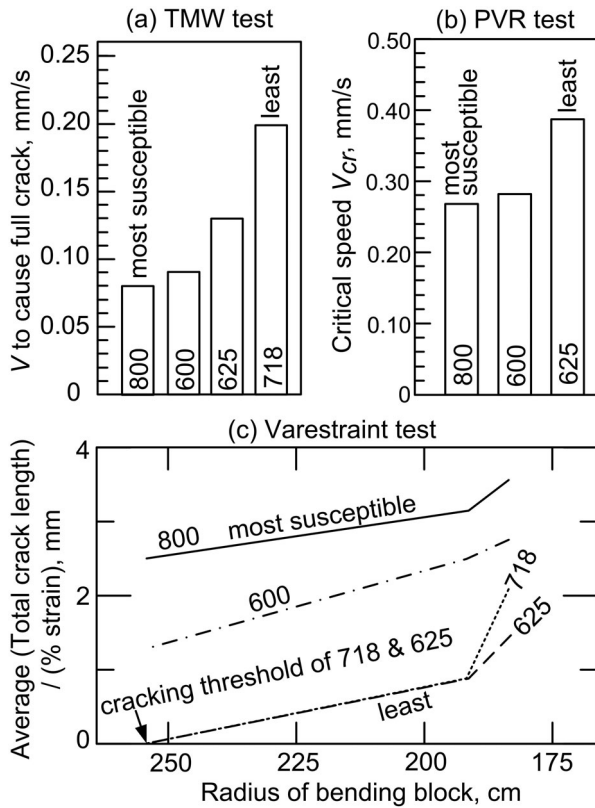 (a) TMW test
V to cause full crack, mm/s
0.25
0.20
0.15
0.10
0.05
0
most susceptible
least
800
600
625
718
(b) PVR test
Critical speed Vcr, mm/s
0.50
0.40
0.30
0.20
0.10
0
most
susceptible
least
800
600
625
(c) Varestraint test
Average (Total crack length)
/ (% strain), mm
4
2
0
800 most susceptible
600
718
625
cracking threshold of 718 & 625
least
250 225 200 175
Radius of bending block, cm